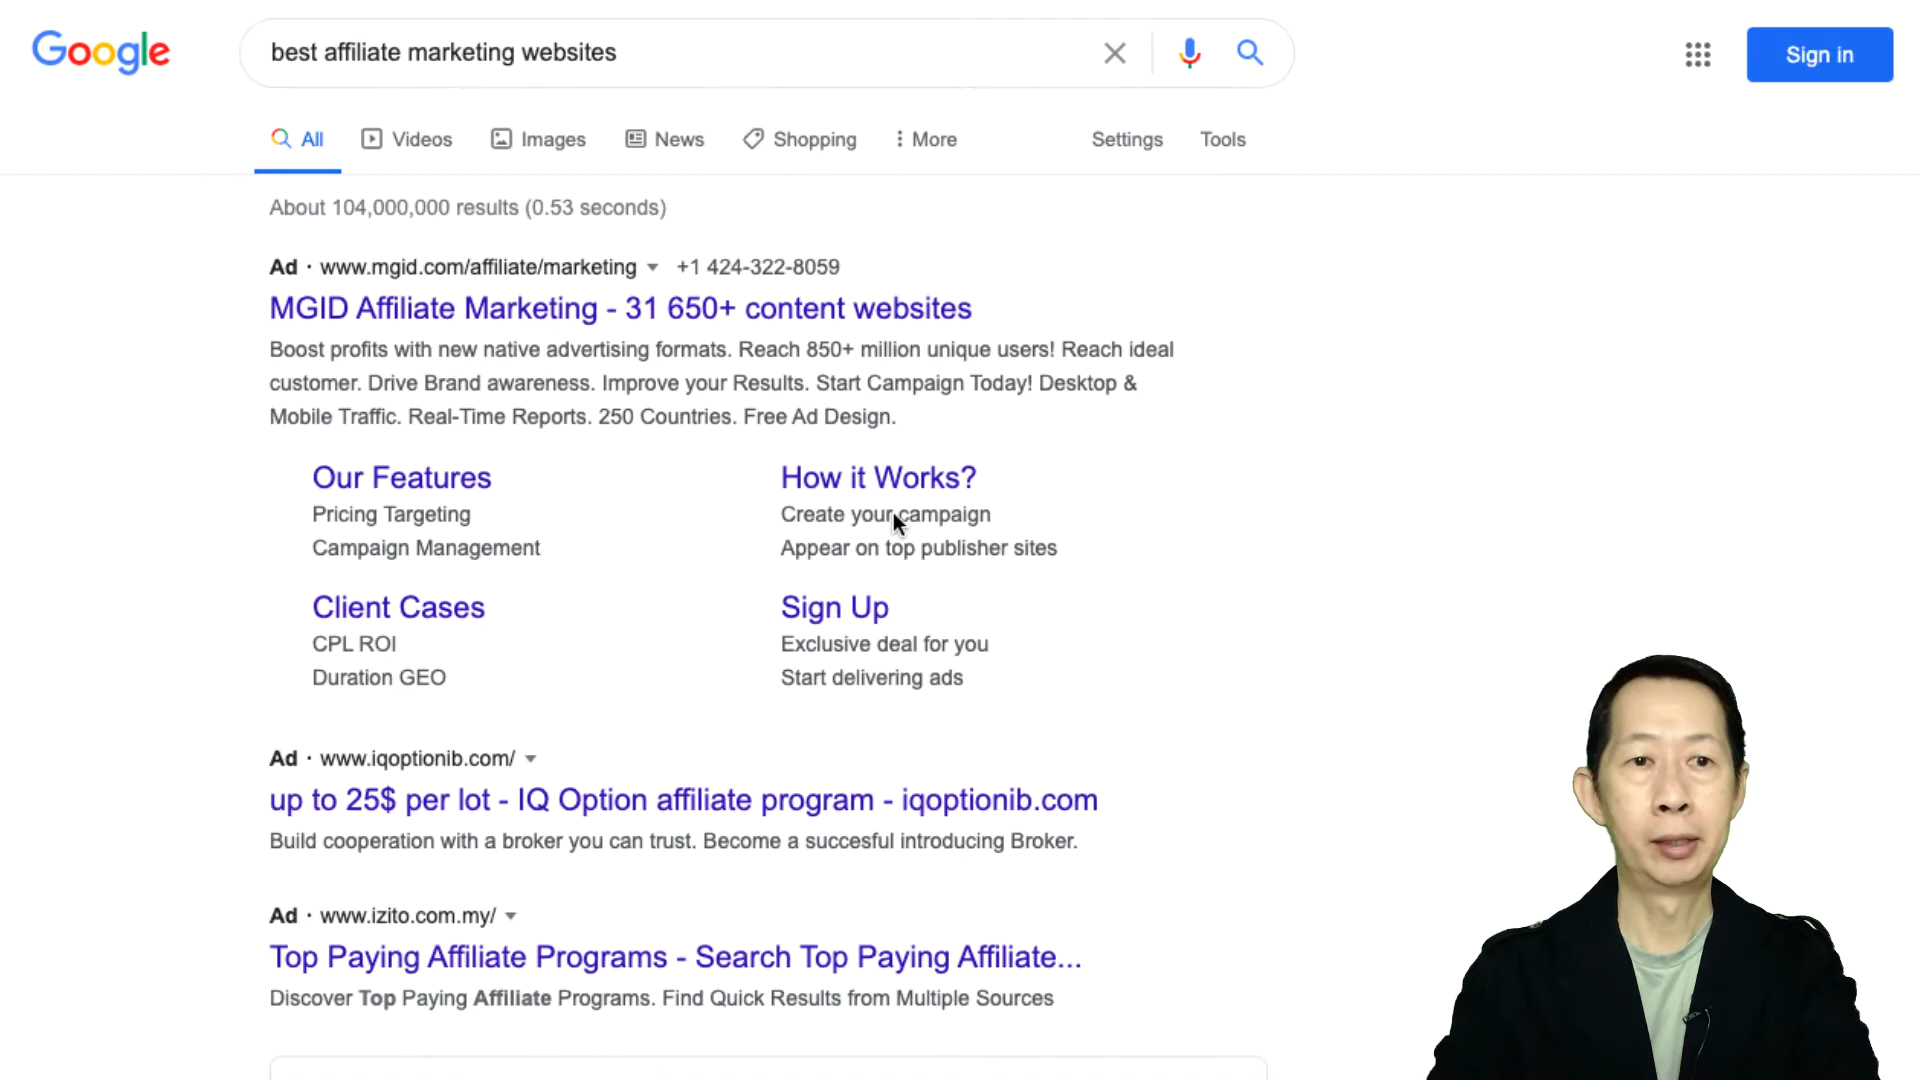 Google
best affiliate marketing websites
Sign in
All Videos Images News Shopping More Settings Tools
About 104,000,000 results (0.53 seconds)
Ad · www.mgid.com/affiliate/marketing +1 424-322-8059
MGID Affiliate Marketing - 31 650+ content websites
Boost profits with new native advertising formats. Reach 850+ million unique users! Reach ideal
customer. Drive Brand awareness. Improve your Results. Start Campaign Today! Desktop &
Mobile Traffic. Real-Time Reports. 250 Countries. Free Ad Design.
Our Features
Pricing Targeting
Campaign Management
How it Works?
Create your campaign
Appear on top publisher sites
Client Cases
CPL ROI
Duration GEO
Sign Up
Exclusive deal for you
Start delivering ads
Ad · www.iqoptionib.com/
up to 25$ per lot - IQ Option affiliate program - iqoptionib.com
Build cooperation with a broker you can trust. Become a succesful introducing Broker.
Ad · www.izito.com.my/
Top Paying Affiliate Programs - Search Top Paying Affiliate...
Discover Top Paying Affiliate Programs. Find Quick Results from Multiple Sources